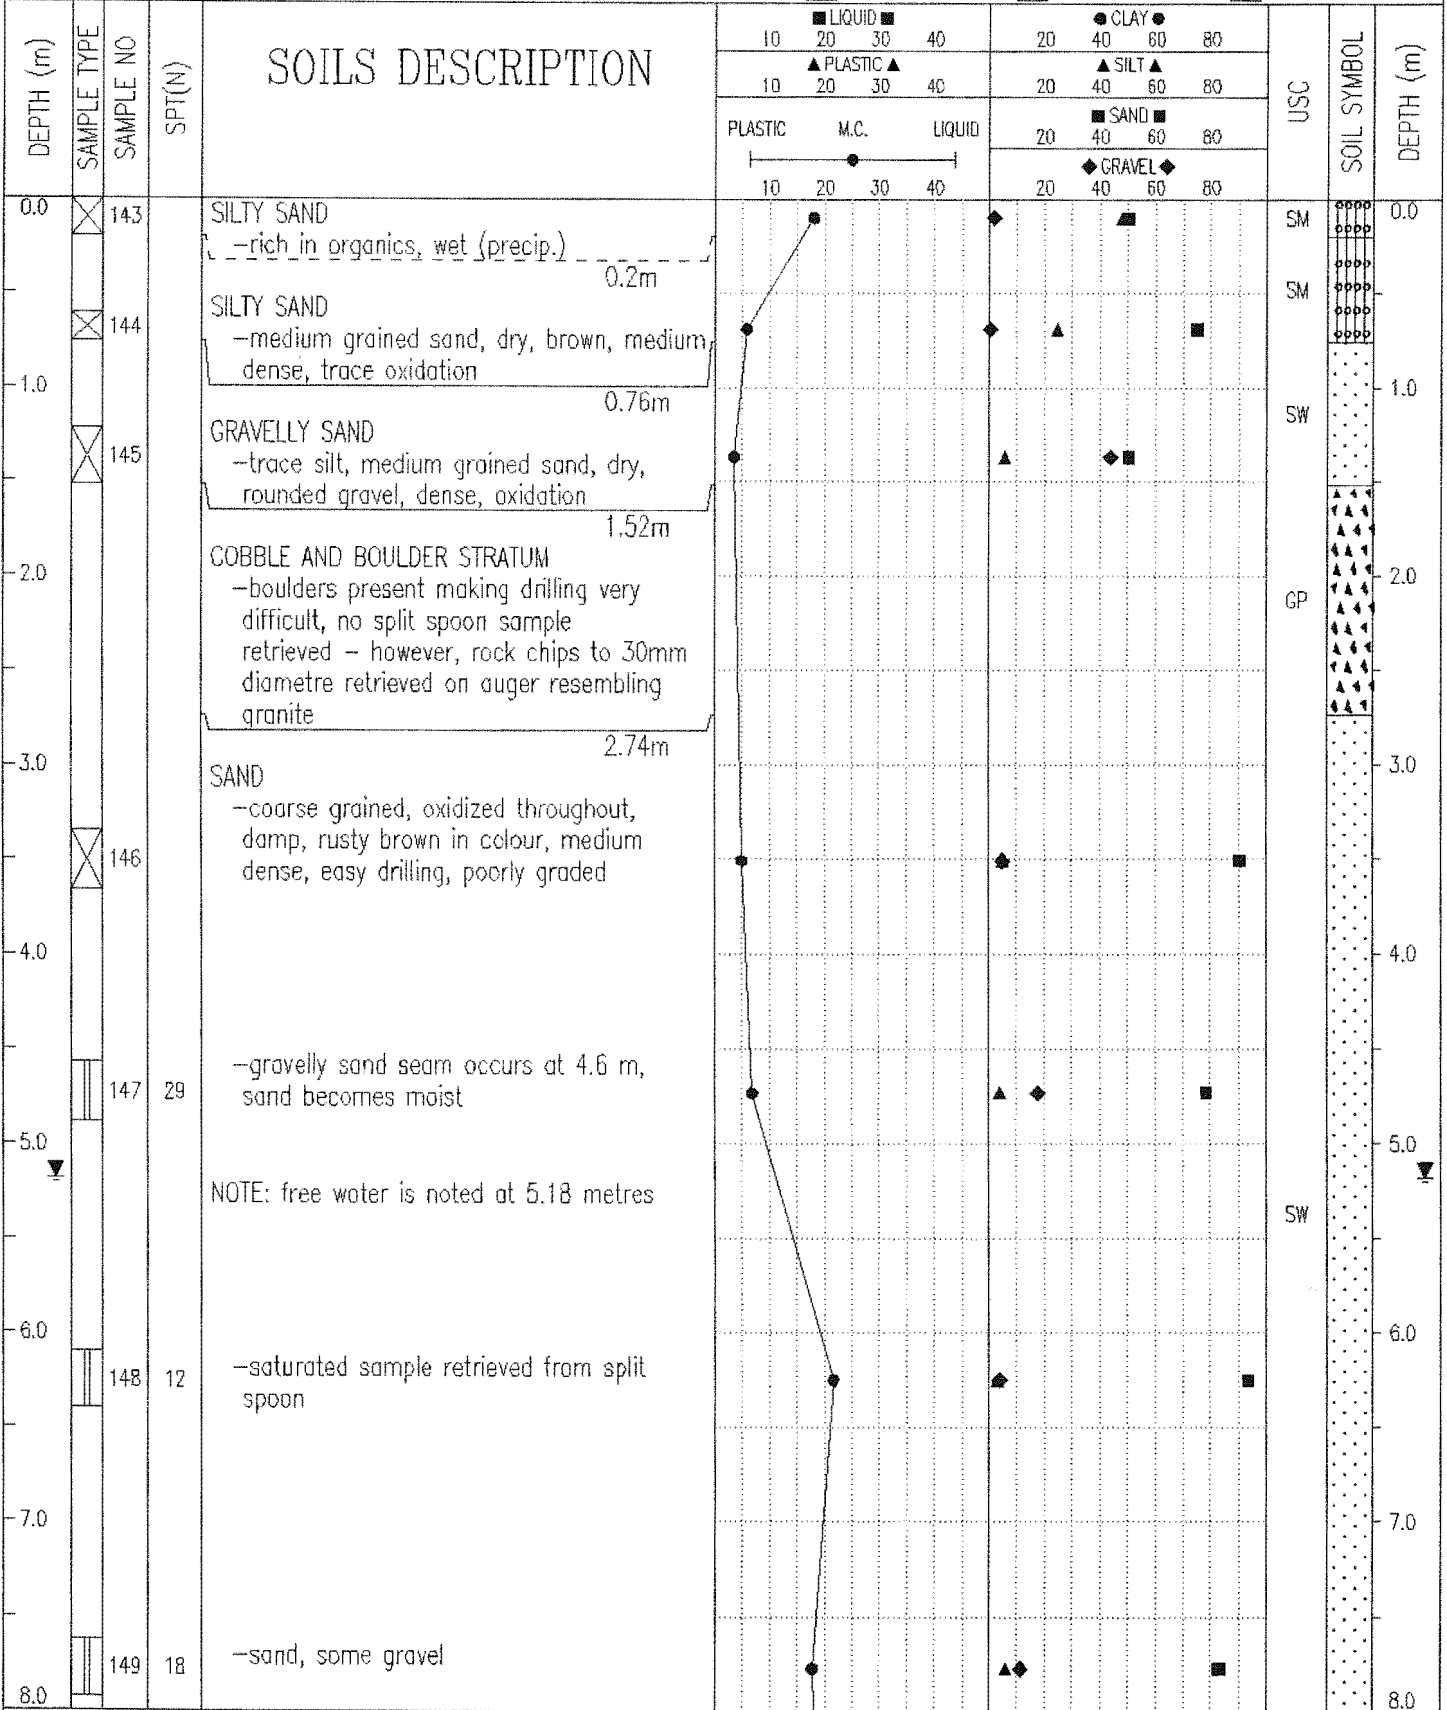 DEPTH (m)
SAMPLE TYPE
SAMPLE NO
SPT(N)
SOILS DESCRIPTION
■ LIQUID ■
10 20 30 40
▲ PLASTIC ▲
10 20 30 40
PLASTIC M.C. LIQUID
10 20 30 40
● CLAY ●
20 40 60 80
▲ SILT ▲
20 40 60 80
■ SAND ■
20 40 60 80
◆ GRAVEL ◆
20 40 60 80
USC
SOIL SYMBOL
DEPTH (m)
0.0 143 SILTY SAND SM 0.0
-rich in organics, wet (precip.)
0.2m
SM
144 SILTY SAND
-medium grained sand, dry, brown, medium
dense, trace oxidation
1.0 1.0
0.76m
SW
GRAVELLY SAND
145 -trace silt, medium grained sand, dry,
rounded gravel, dense, oxidation
1.52m
COBBLE AND BOULDER STRATUM
2.0 -boulders present making drilling very 2.0
difficult, no split spoon sample GP
retrieved - however, rock chips to 30mm
diametre retrieved on auger resembling
granite
2.74m
3.0 3.0
SAND
-coarse grained, oxidized throughout,
damp, rusty brown in colour, medium
146 dense, easy drilling, poorly graded
4.0 4.0
-gravelly sand seam occurs at 4.6 m,
147 29 sand becomes moist
5.0 5.0
NOTE: free water is noted at 5.18 metres
SW
6.0 6.0
148 12 -saturated sample retrieved from split
spoon
7.0 7.0
149 18 -sand, some gravel
8.0 8.0